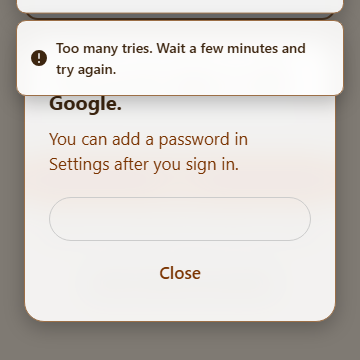 Too many tries. Wait a few minutes and
try again.
Google.
You can add a password in
Settings after you sign in.
Close